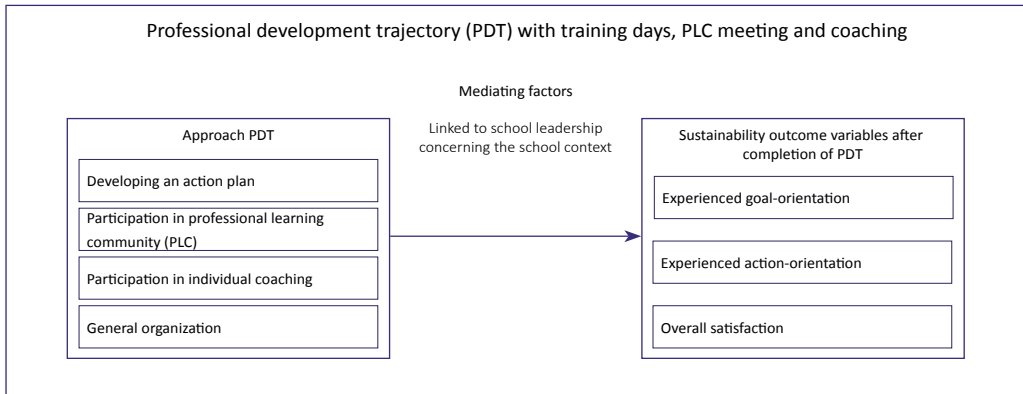 Professional development trajectory (PDT) with training days, PLC meeting and coaching
Mediating factors
Linked to school leadership
concerning the school context
Approach PDT
Developing an action plan
Participation in professional learning
community (PLC)
Participation in individual coaching
General organization
Sustainability outcome variables after
completion of PDT
Experienced goal-orientation
Experienced action-orientation
Overall satisfaction